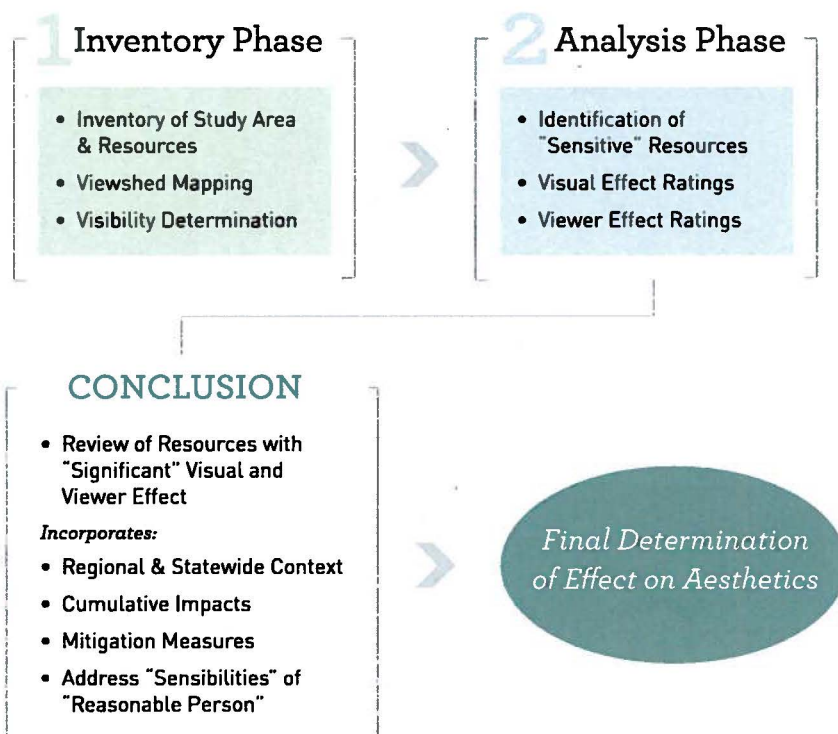 1 Inventory Phase
• Inventory of Study Area
& Resources
• Viewshed Mapping
• Visibility Determination
2 Analysis Phase
• Identification of
"Sensitive" Resources
• Visual Effect Ratings
• Viewer Effect Ratings
CONCLUSION
• Review of Resources with
"Significant" Visual and
Viewer Effect
Incorporates:
• Regional & Statewide Context
• Cumulative Impacts
• Mitigation Measures
• Address "Sensibilities" of
"Reasonable Person"
Final Determination
of Effect on Aesthetics